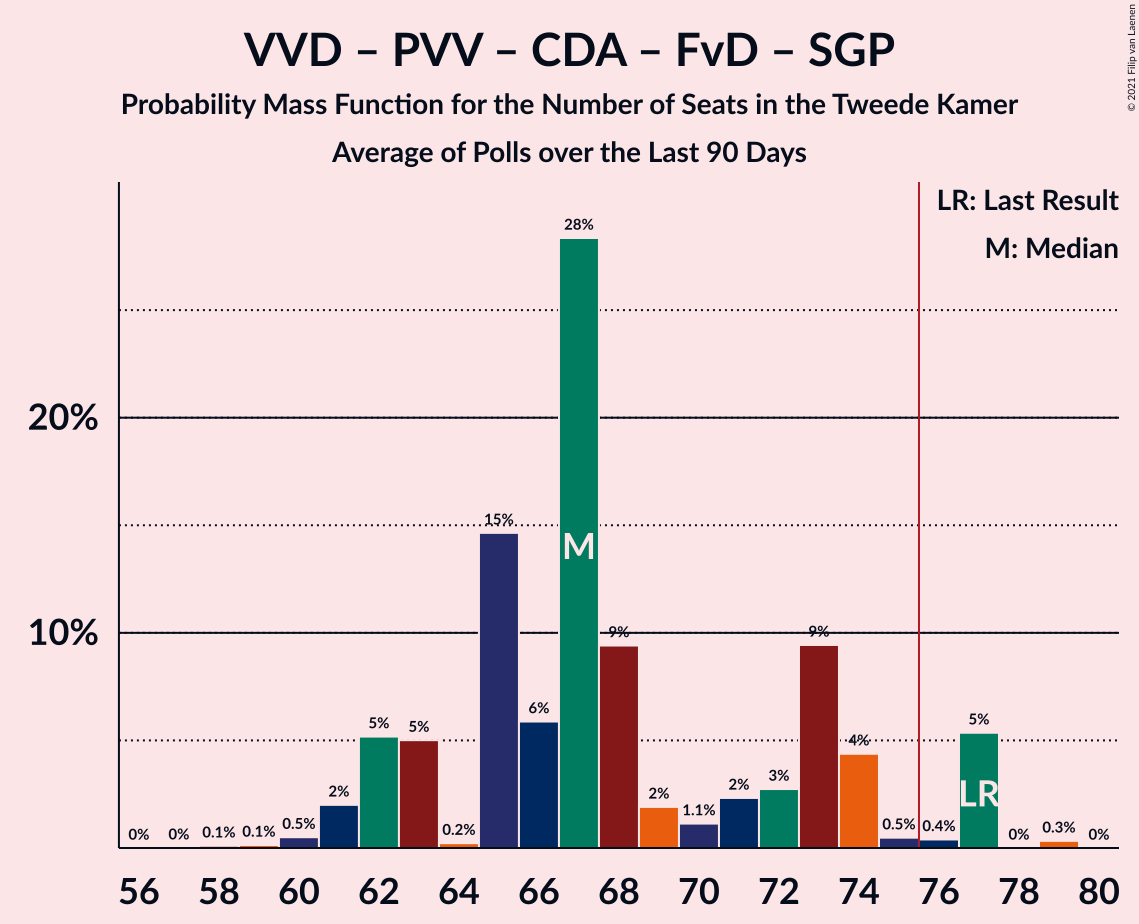 VVD – PVV – CDA – FvD – SGP
Probability Mass Function for the Number of Seats in the Tweede Kamer
Average of Polls over the Last 90 Days
© 2021 Filip van Laenen
LR: Last Result
M: Median
20%
10%
0% 0% 0.1% 0.1% 0.5% 2% 5% 5% 0.2% 15% 6% 28% 9% 2% 1.1% 2% 3% 9% 4% 0.5% 0.4% 5% 0% 0.3% 0%
M
LR
56 58 60 62 64 66 68 70 72 74 76 78 80